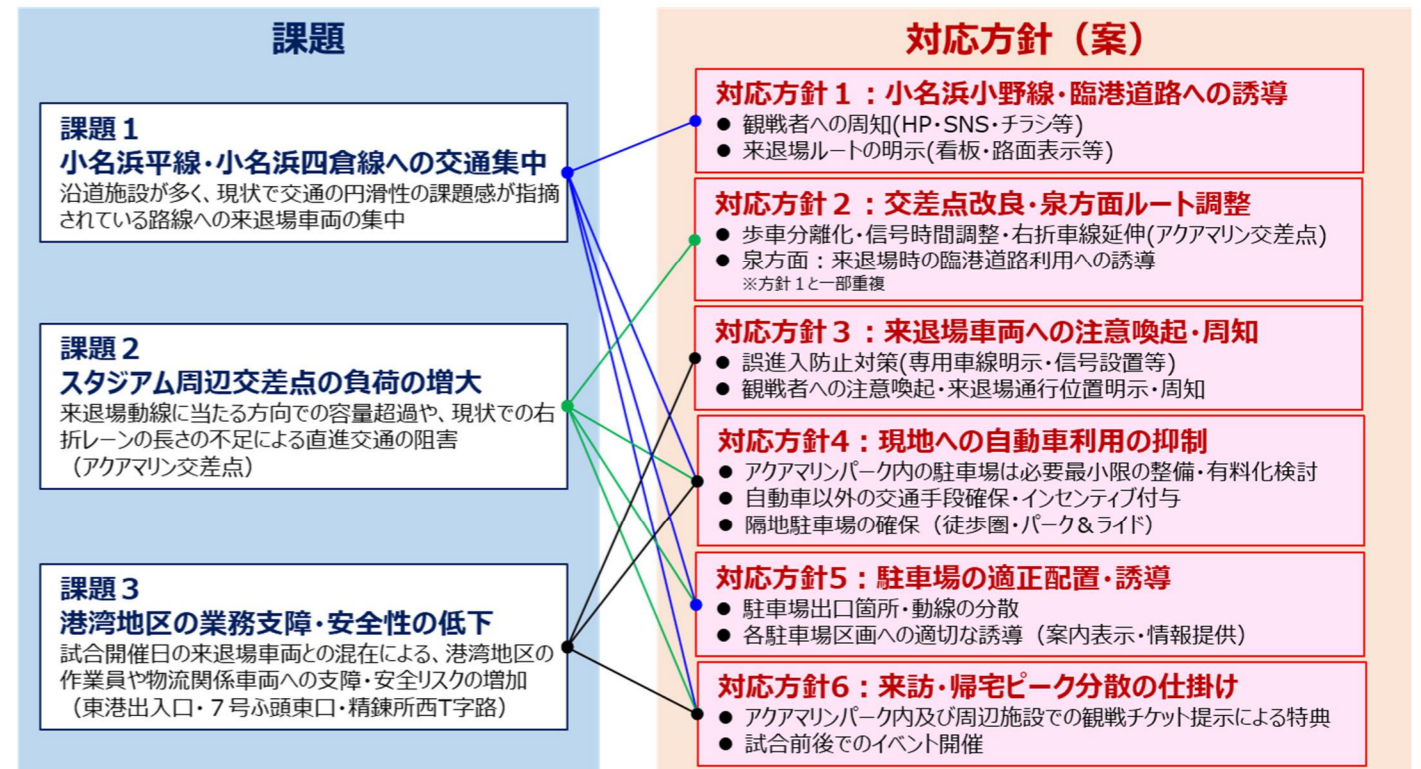 課題
課題１
小名浜平線・小名浜四倉線への交通集中
沿道施設が多く、現状で交通の円滑性の課題感が指摘
されている路線への来退場車両の集中
課題２
スタジアム周辺交差点の負荷の増大
来退場動線に当たる方向での容量超過や、現状での右
折レーンの長さの不足による直進交通の阻害
（アクアマリン交差点）
課題３
港湾地区の業務支障・安全性の低下
試合開催日の来退場車両との混在による、港湾地区の
作業員や物流関係車両への支障・安全リスクの増加
（東港出入口・７号ふ頭東口・精錬所西T字路）
対応方針（案）
対応方針１：小名浜小野線・臨港道路への誘導
● 観戦者への周知(HP・SNS・チラシ等)
● 来退場ルートの明示(看板・路面表示等)
対応方針２：交差点改良・泉方面ルート調整
● 歩車分離化・信号時間調整・右折車線延伸(アクアマリン交差点)
● 泉方面：来退場時の臨港道路利用への誘導
※方針１と一部重複
対応方針３：来退場車両への注意喚起・周知
● 誤進入防止対策(専用車線明示・信号設置等)
● 観戦者への注意喚起・来退場通行位置明示・周知
対応方針4：現地への自動車利用の抑制
● アクアマリンパーク内の駐車場は必要最小限の整備・有料化検討
● 自動車以外の交通手段確保・インセンティブ付与
● 隔地駐車場の確保（徒歩圏・パーク＆ライド）
対応方針5：駐車場の適正配置・誘導
● 駐車場出口箇所・動線の分散
● 各駐車場区画への適切な誘導（案内表示・情報提供）
対応方針6：来訪・帰宅ピーク分散の仕掛け
● アクアマリンパーク内及び周辺施設での観戦チケット提示による特典
● 試合前後でのイベント開催